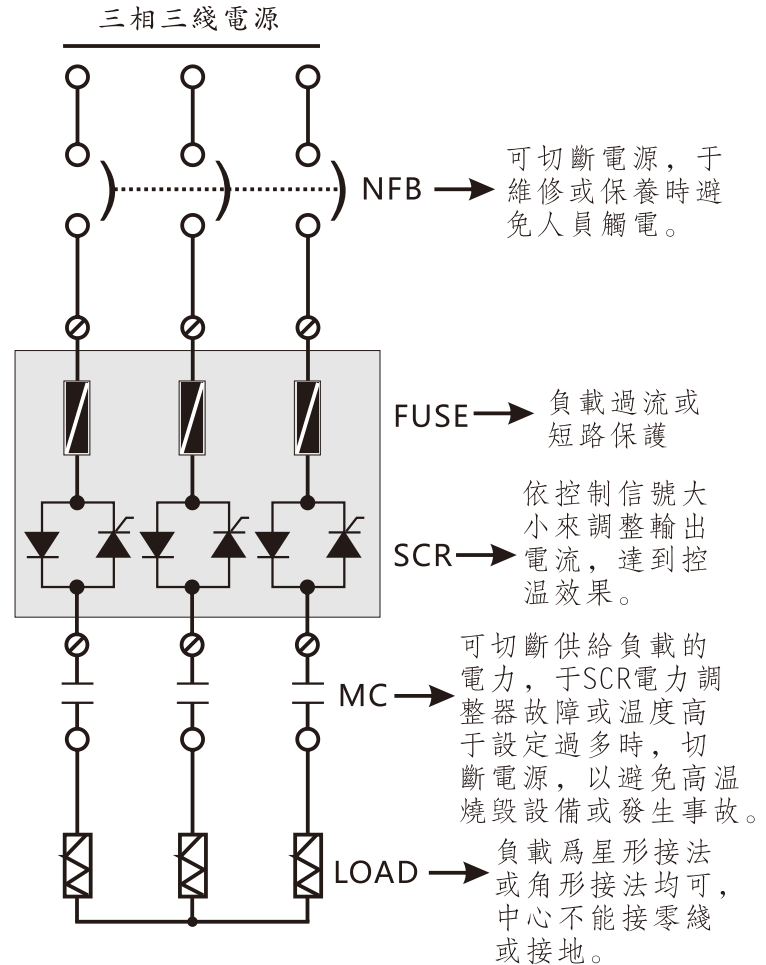 三相三綫電源
NFB
可切斷電源，于
維修或保養時避
免人員觸電。
FUSE
負載過流或
短路保護
SCR
依控制信號大
小來調整輸出
電流，達到控
温效果。
MC
可切斷供給負載的
電力，于SCR電力調
整器故障或温度高
于設定過多時，切
斷電源，以避免高温
燒毀設備或發生事故。
LOAD
負載爲星形接法
或角形接法均可，
中心不能接零綫
或接地。